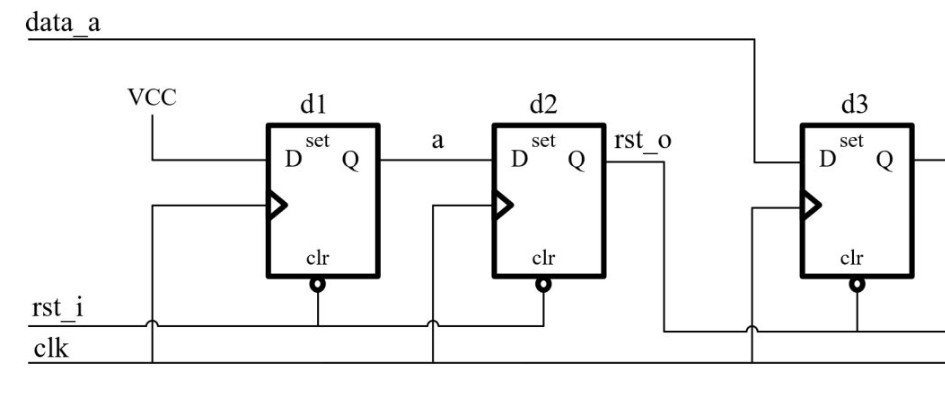 data_a
VCC
d1
d2
d3
set
D
Q
clr
a
set
D
Q
clr
rst_o
set
D
Q
clr
rst_i
clk